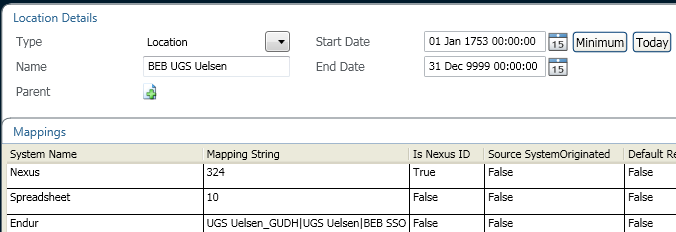 Location Details
Type Location Start Date 01 Jan 1753 00:00:00 15 Minimum Today
Name BEB UGS Uelsen End Date 31 Dec 9999 00:00:00 15
Parent
Mappings
System Name Mapping String Is Nexus ID Source SystemOriginated Default Re
Nexus 324 True False False
Spreadsheet 10 False False False
Endur UGS Uelsen_GUDH|UGS Uelsen|BEB SSO False False False